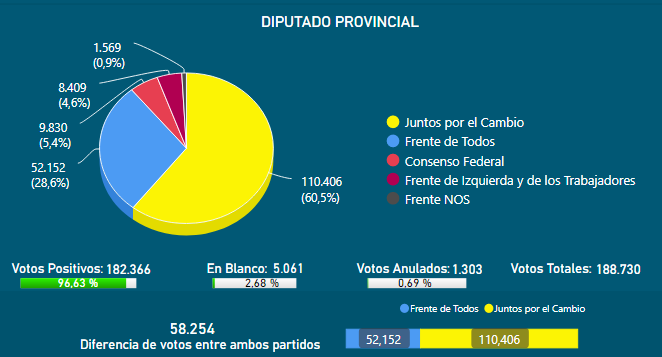 DIPUTADO PROVINCIAL
1.569
(0,9%)
8.409
(4,6%)
9.830
(5,4%)
52.152
(28,6%)
110.406
(60,5%)
Juntos por el Cambio
Frente de Todos
Consenso Federal
Frente de Izquierda y de los Trabajadores
Frente NOS
Votos Positivos: 182.366
96,63 %
En Blanco: 5.061
2,68 %
Votos Anulados: 1.303
0,69 %
Votos Totales: 188.730
Frente de Todos Juntos por el Cambio
58.254
Diferencia de votos entre ambos partidos
52,152 110,406